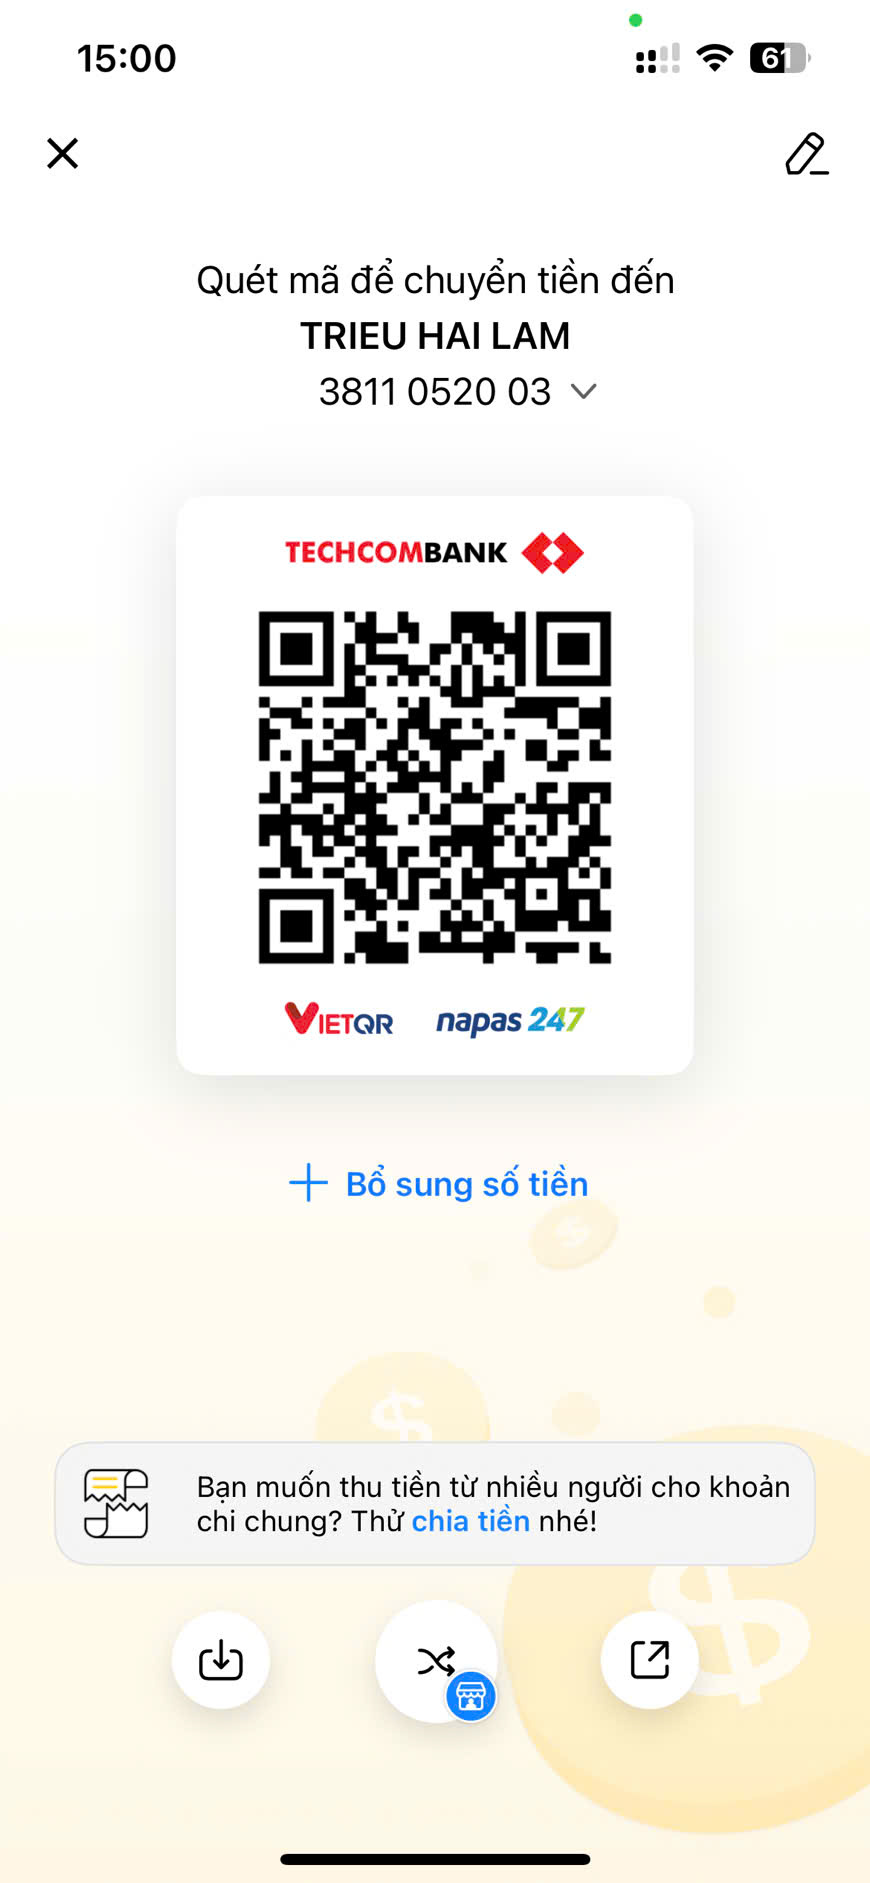 15:00
61
Quét mã để chuyển tiền đến
TRIEU HAI LAM
3811 0520 03
TECHCOMBANK
VIETQR
napas 247
Bổ sung số tiền
Bạn muốn thu tiền từ nhiều người cho khoản
chi chung? Thử chia tiền nhé!